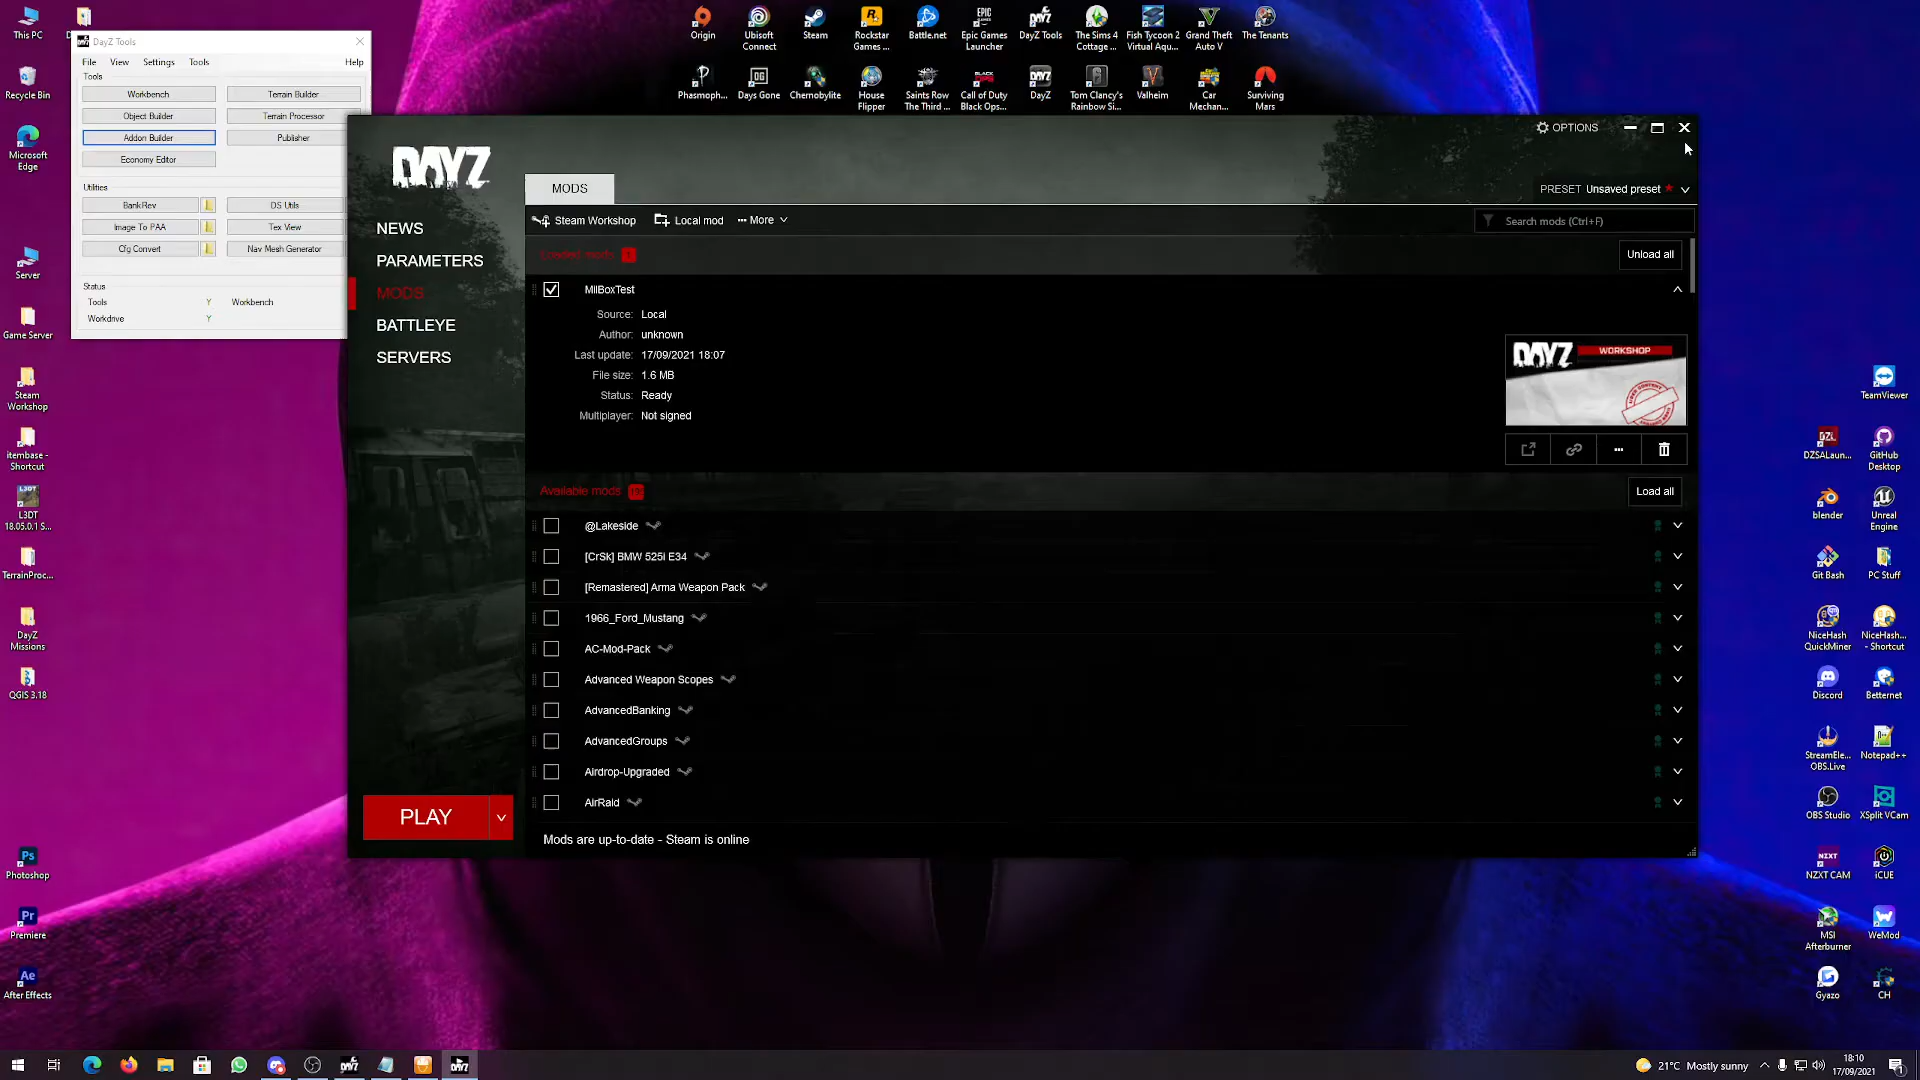 This PC
Recycle Bin
Microsoft
Edge
Server
Game Server
Steam
Workshop
itembase -
Shortcut
L3DT
L3DT
18.05.0.1 S...
TerrainProc...
DayZ
Missions
QGIS 3.18
Ps
Photoshop
Pr
Premiere
Ae
After Effects
DayZ Tools
File View Settings Tools Help
Tools
Workbench Terrain Builder
Object Builder Terrain Processor
Addon Builder Publisher
Economy Editor
Utilities
BankRev DS Utils
Image To PAA Tex View
Cfg Convert Nav Mesh Generator
Status
Tools Y Workbench
Workdrive Y
Origin
Ubisoft
Connect
Steam
Rockstar
Games ...
Battle.net
Epic Games
Launcher
DayZ Tools
The Sims 4
Cottage ...
Fish Tycoon 2
Virtual Aqu...
Grand Theft
Auto V
The Tenants
Phasmoph...
Days Gone
Chernobylite
House
Flipper
Saints Row
The Third ...
Call of Duty
Black Ops...
DayZ
Tom Clancy's
Rainbow Si...
Valheim
Car
Mechan...
Surviving
Mars
DAYZ
OPTIONS
MODS
PRESET Unsaved preset *
NEWS
PARAMETERS
MODS
BATTLEYE
SERVERS
Steam Workshop Local mod ··· More
Search mods (Ctrl+F)
Unload all
MilBoxTest
Source: Local
Author: unknown
Last update: 17/09/2021 18:07
File size: 1.6 MB
Status: Ready
Multiplayer: Not signed
DAYZ WORKSHOP
Available mods
Load all
@Lakeside
[CrSk] BMW 525i E34
[Remastered] Arma Weapon Pack
1966_Ford_Mustang
AC-Mod-Pack
Advanced Weapon Scopes
AdvancedBanking
AdvancedGroups
Airdrop-Upgraded
AirRaid
PLAY
Mods are up-to-date - Steam is online
TeamViewer
DZSALaun...
GitHub
Desktop
blender
Unreal
Engine
Git Bash
PC Stuff
NiceHash
QuickMiner
NiceHash...
- Shortcut
Discord
Betternet
StreamEle...
OBS.Live
Notepad++
OBS Studio
XSplit VCam
NZXT
NZXT CAM
iCUE
MSI
Afterburner
WeMod
Gyazo
CH
21°C Mostly sunny
18:10
17/09/2021